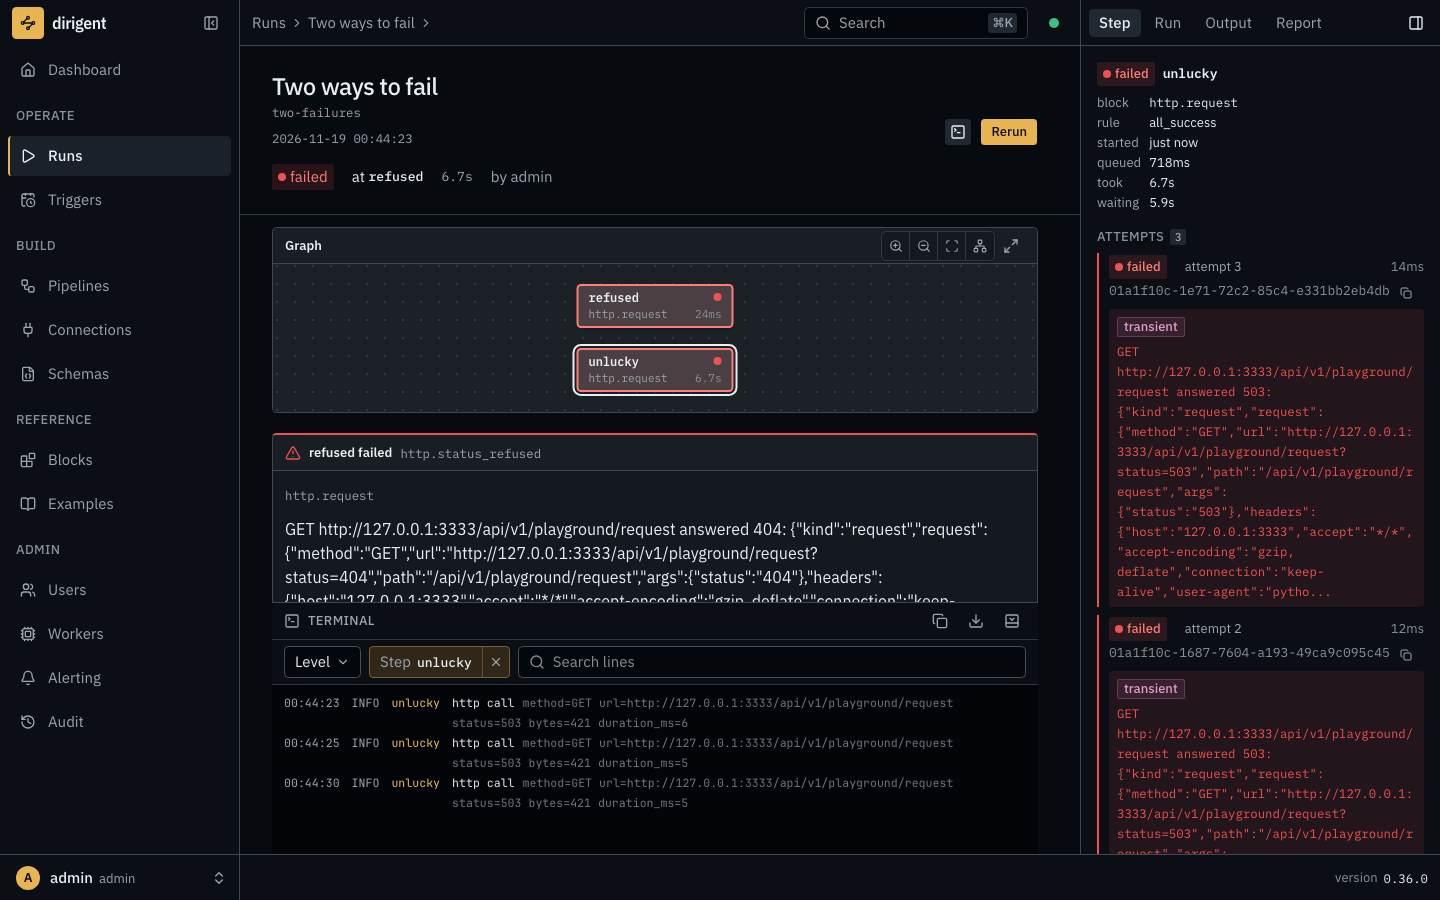 dirigent
Dashboard
OPERATE
Runs
Triggers
BUILD
Pipelines
Connections
Schemas
REFERENCE
Blocks
Examples
ADMIN
Users
Workers
Alerting
Audit
A admin admin
Runs Two ways to fail
Search ⌘K
Two ways to fail
two-failures
2026-11-19 00:44:23
Rerun
failed at refused 6.7s by admin
Graph
refused
http.request 24ms
unlucky
http.request 6.7s
refused failed http.status_refused
http.request
GET http://127.0.0.1:3333/api/v1/playground/request answered 404: {"kind":"request","request":
{"method":"GET","url":"http://127.0.0.1:3333/api/v1/playground/request?
status=404","path":"/api/v1/playground/request","args":{"status":"404"},"headers":
{"host":"127.0.0.1:3333","accept":"*/*","accept-encoding":"gzip, deflate","connection":"keep-
TERMINAL
Level
Step unlucky
Search lines
00:44:23 INFO unlucky http call method=GET url=http://127.0.0.1:3333/api/v1/playground/request
status=503 bytes=421 duration_ms=6
00:44:25 INFO unlucky http call method=GET url=http://127.0.0.1:3333/api/v1/playground/request
status=503 bytes=421 duration_ms=5
00:44:30 INFO unlucky http call method=GET url=http://127.0.0.1:3333/api/v1/playground/request
status=503 bytes=421 duration_ms=5
Step Run Output Report
failed unlucky
block http.request
rule all_success
started just now
queued 718ms
took 6.7s
waiting 5.9s
ATTEMPTS 3
failed attempt 3 14ms
01a1f10c-1e71-72c2-85c4-e331bb2eb4db
transient
GET
http://127.0.0.1:3333/api/v1/playground/
request answered 503:
{"kind":"request","request":
{"method":"GET","url":"http://127.0.0.1:
3333/api/v1/playground/request?
status=503","path":"/api/v1/playground/r
equest","args":
{"status":"503"},"headers":
{"host":"127.0.0.1:3333","accept":"*/*",
"accept-encoding":"gzip,
deflate","connection":"keep-
alive","user-agent":"pytho...
failed attempt 2 12ms
01a1f10c-1687-7604-a193-49ca9c095c45
transient
GET
http://127.0.0.1:3333/api/v1/playground/
request answered 503:
{"kind":"request","request":
{"method":"GET","url":"http://127.0.0.1:
3333/api/v1/playground/request?
status=503","path":"/api/v1/playground/r
equest","args":
version 0.36.0